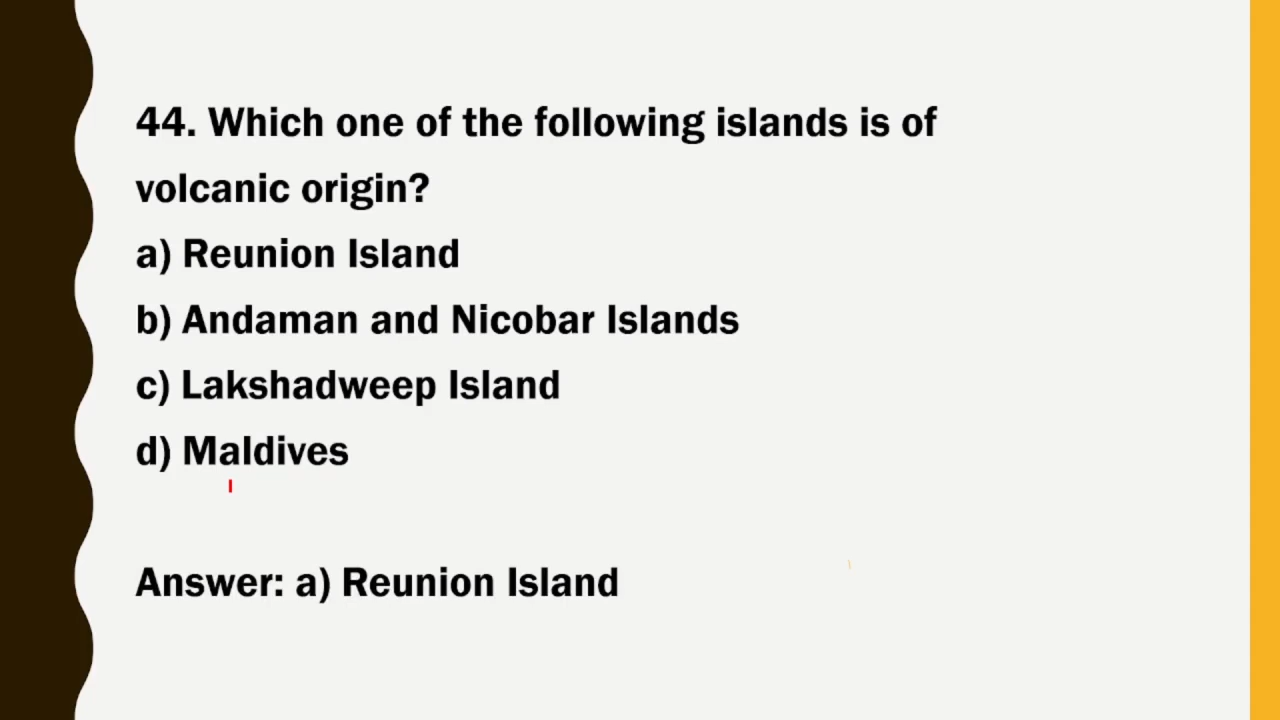 44. Which one of the following islands is of
volcanic origin?
a) Reunion Island
b) Andaman and Nicobar Islands
c) Lakshadweep Island
d) Maldives
Answer: a) Reunion Island